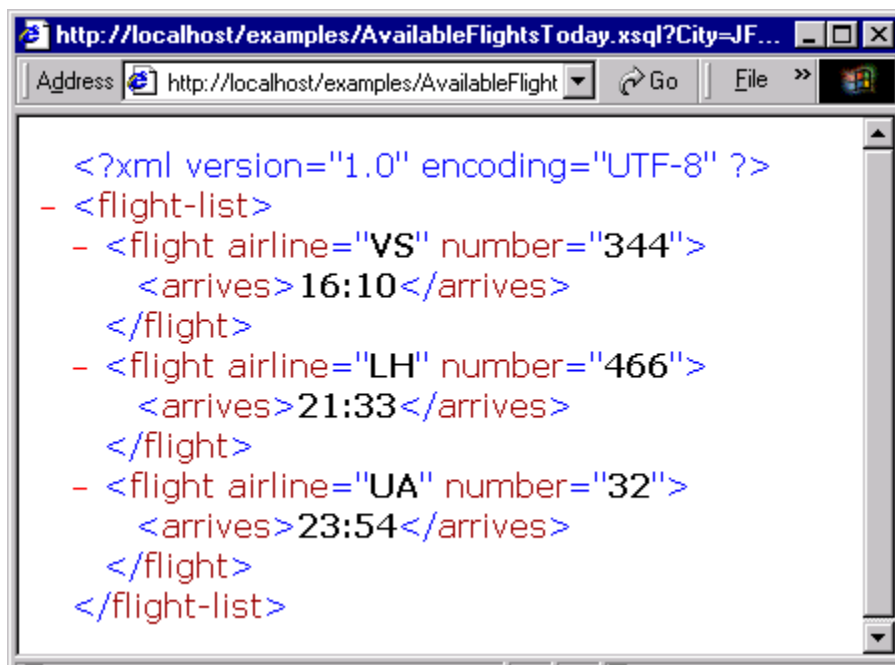 http://localhost/examples/AvailableFlightsToday.xsql?City=JF...
Address http://localhost/examples/AvailableFlight Go File »
<?xml version="1.0" encoding="UTF-8" ?>
– <flight-list>
– <flight airline="VS" number="344">
<arrives>16:10</arrives>
</flight>
– <flight airline="LH" number="466">
<arrives>21:33</arrives>
</flight>
– <flight airline="UA" number="32">
<arrives>23:54</arrives>
</flight>
</flight-list>